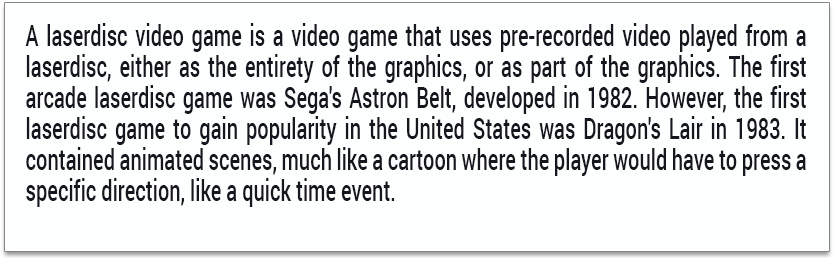 A laserdisc video game is a video game that uses pre-recorded video played from a
laserdisc, either as the entirety of the graphics, or as part of the graphics. The first
arcade laserdisc game was Sega's Astron Belt, developed in 1982. However, the first
laserdisc game to gain popularity in the United States was Dragon's Lair in 1983. It
contained animated scenes, much like a cartoon where the player would have to press a
specific direction, like a quick time event.